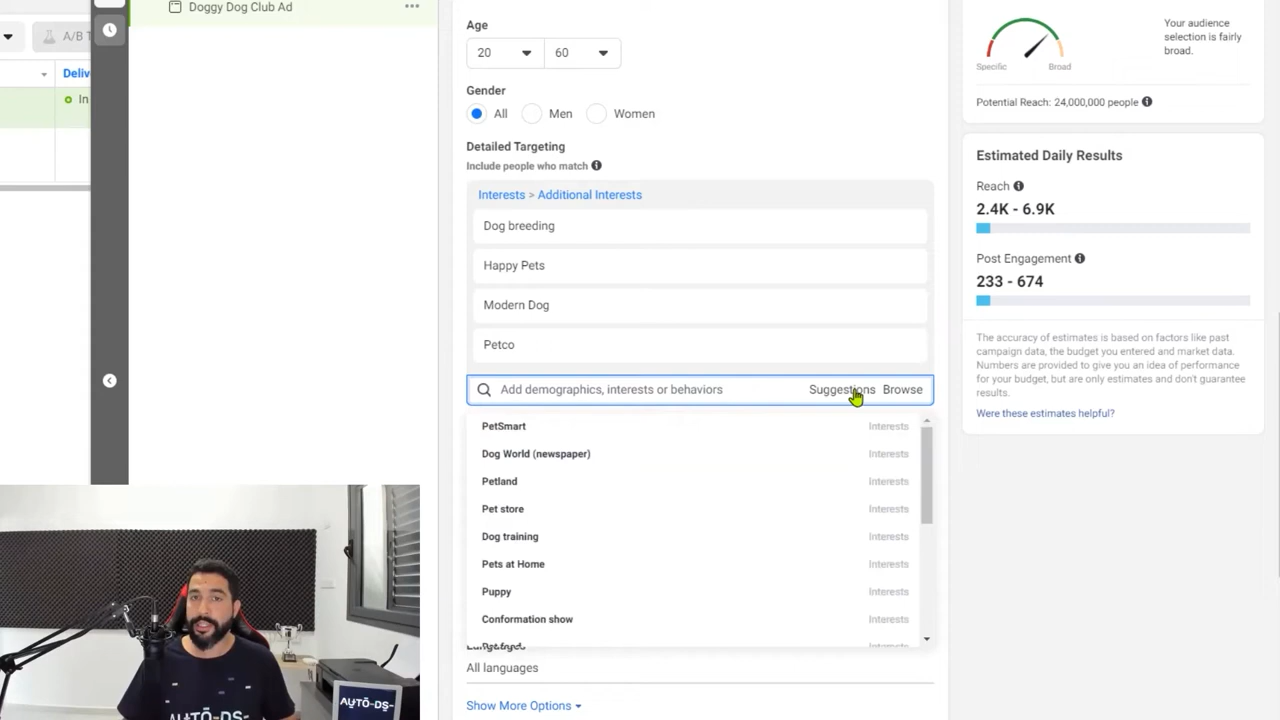 Doggy Dog Club Ad
A/B T
Deliv
In
Age
20
60
Gender
All
Men
Women
Detailed Targeting
Include people who match
Interests > Additional Interests
Dog breeding
Happy Pets
Modern Dog
Petco
Add demographics, interests or behaviors
Suggestions
Browse
PetSmart Interests
Dog World (newspaper) Interests
Petland Interests
Pet store Interests
Dog training Interests
Pets at Home Interests
Puppy Interests
Conformation show Interests
Interests
All languages
Show More Options
Specific
Broad
Your audience
selection is fairly
broad.
Potential Reach: 24,000,000 people
Estimated Daily Results
Reach
2.4K - 6.9K
Post Engagement
233 - 674
The accuracy of estimates is based on factors like past
campaign data, the budget you entered and market data.
Numbers are provided to give you an idea of performance
for your budget, but are only estimates and don't guarantee
results.
Were these estimates helpful?
AUTO-DS-
AUTO-DS-